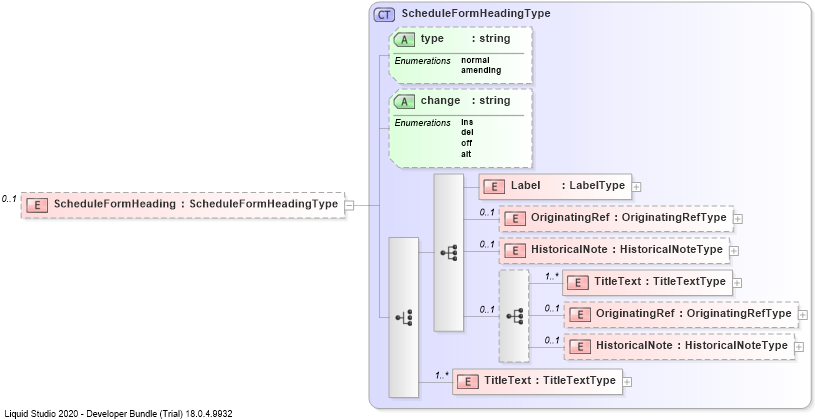 CT ScheduleFormHeadingType
A type : string
Enumerations normal
amending
A change : string
Enumerations ins
del
off
alt
0..1 E ScheduleFormHeading : ScheduleFormHeadingType
E Label : LabelType
0..1 E OriginatingRef : OriginatingRefType
0..1 E HistoricalNote : HistoricalNoteType
1..* E TitleText : TitleTextType
0..1
0..1 E OriginatingRef : OriginatingRefType
0..1 E HistoricalNote : HistoricalNoteType
1..* E TitleText : TitleTextType
Liquid Studio 2020 - Developer Bundle (Trial) 18.0.4.9932